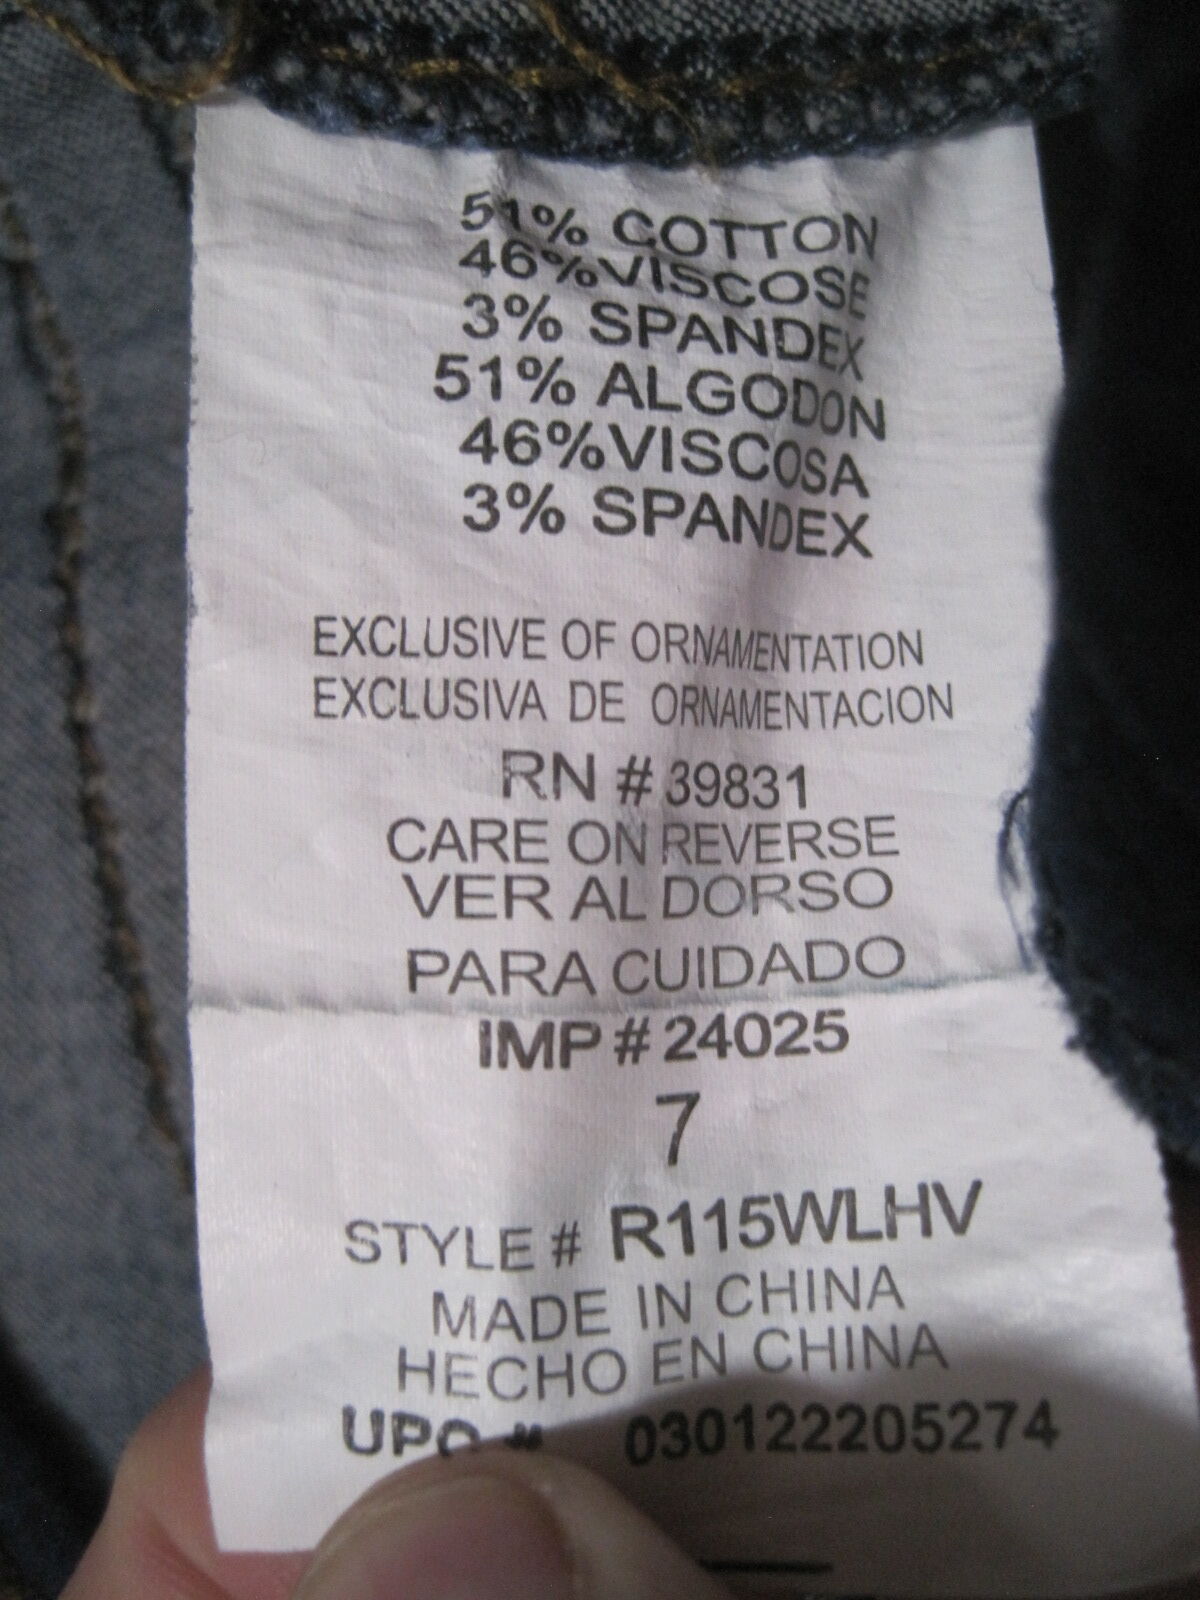 51% COTTON
46%VISCOSE
3% SPANDEX
51% ALGODON
46%VISCOSA
3% SPANDEX
EXCLUSIVE OF ORNAMENTATION
EXCLUSIVA DE ORNAMENTACION
RN # 39831
CARE ON REVERSE
VER AL DORSO
PARA CUIDADO
IMP # 24025
7
STYLE # R115WLHV
MADE IN CHINA
HECHO EN CHINA
UPC # 030122205274